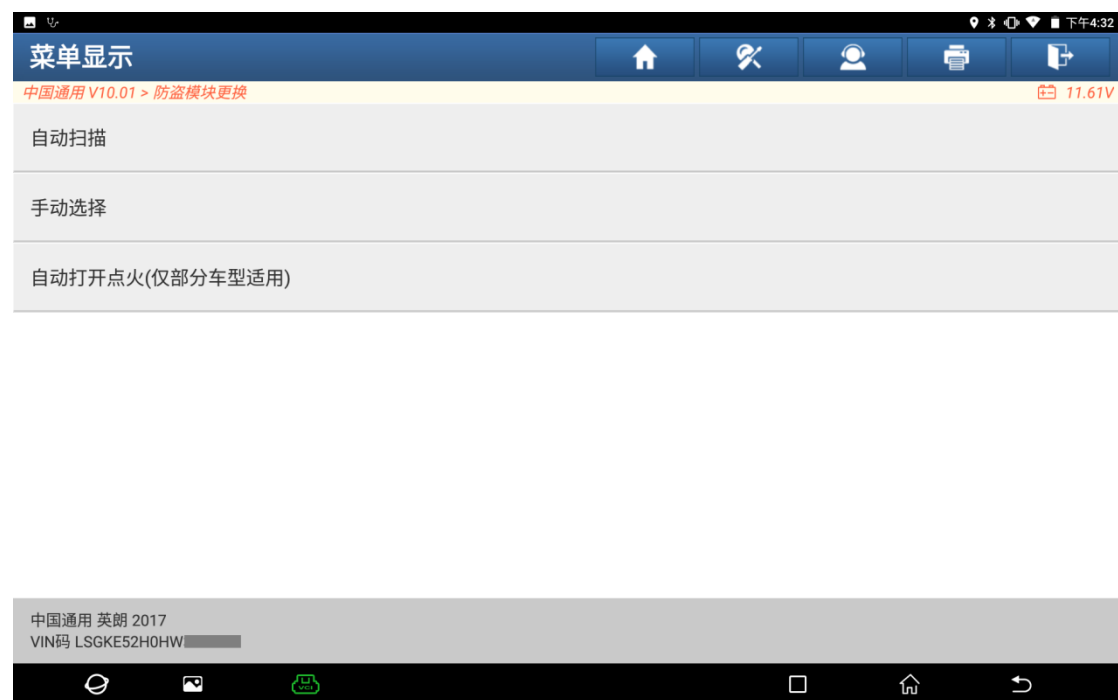 下午4:32
菜单显示
中国通用 V10.01 > 防盗模块更换
11.61V
自动扫描
手动选择
自动打开点火(仅部分车型适用)
中国通用 英朗 2017
VIN码 LSGKE52H0HW
VCI